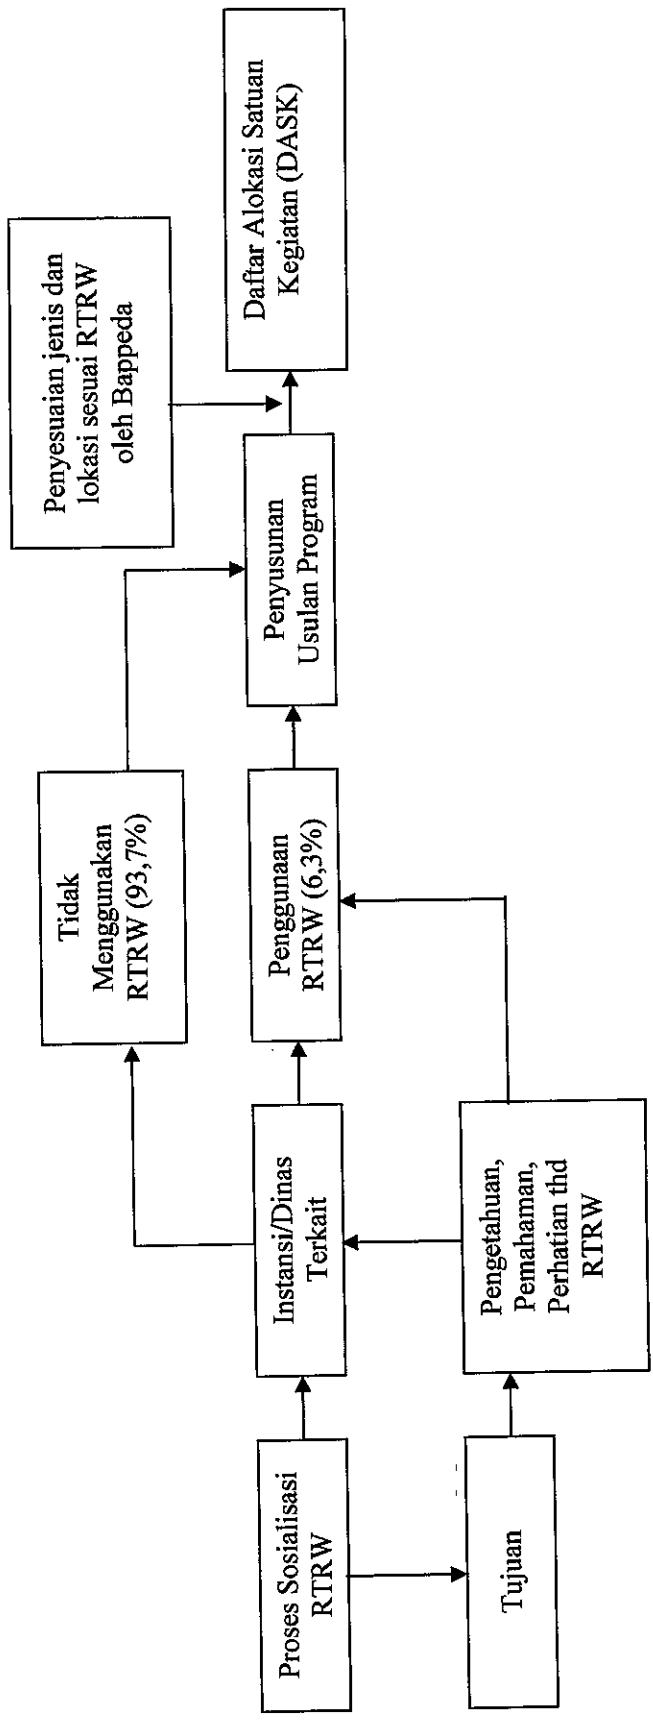 Proses Sosialisasi
RTRW
Tujuan
Instansi/Dinas
Terkait
Pengetahuan,
Pemahaman,
Perhatian thd
RTRW
Tidak
Menggunakan
RTRW (93,7%)
Penggunaan
RTRW (6,3%)
Penyusunan
Usulan Program
Penyesuaian jenis dan
lokasi sesuai RTRW
oleh Bappeda
Daftar Alokasi Satuan
Kegiatan (DASK)